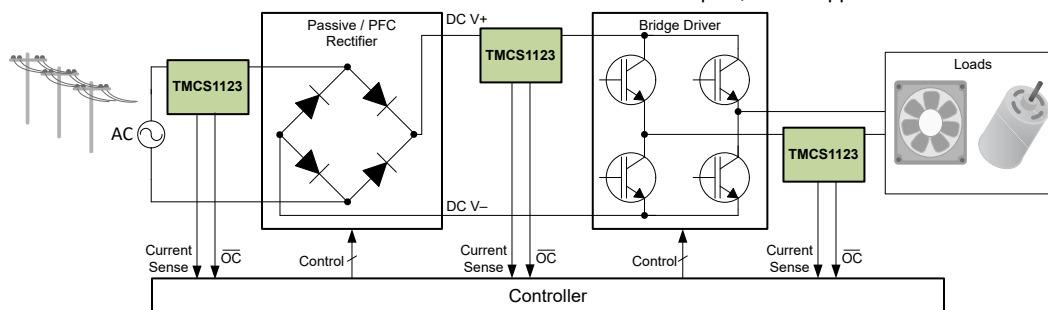 Passive / PFC
Rectifier
DC V+
TMCS1123
Bridge Driver
Loads
TMCS1123
AC
TMCS1123
DC V–
Current
Sense
OC
Control
Current
Sense
OC
Control
Current
Sense
OC
Controller